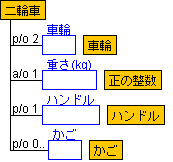 二輪車
車輪
p/o 2 車輪
重さ(kg)
a/o 1 正の整数
ハンドル
p/o 1 ハンドル
かご
p/o 0.. かご